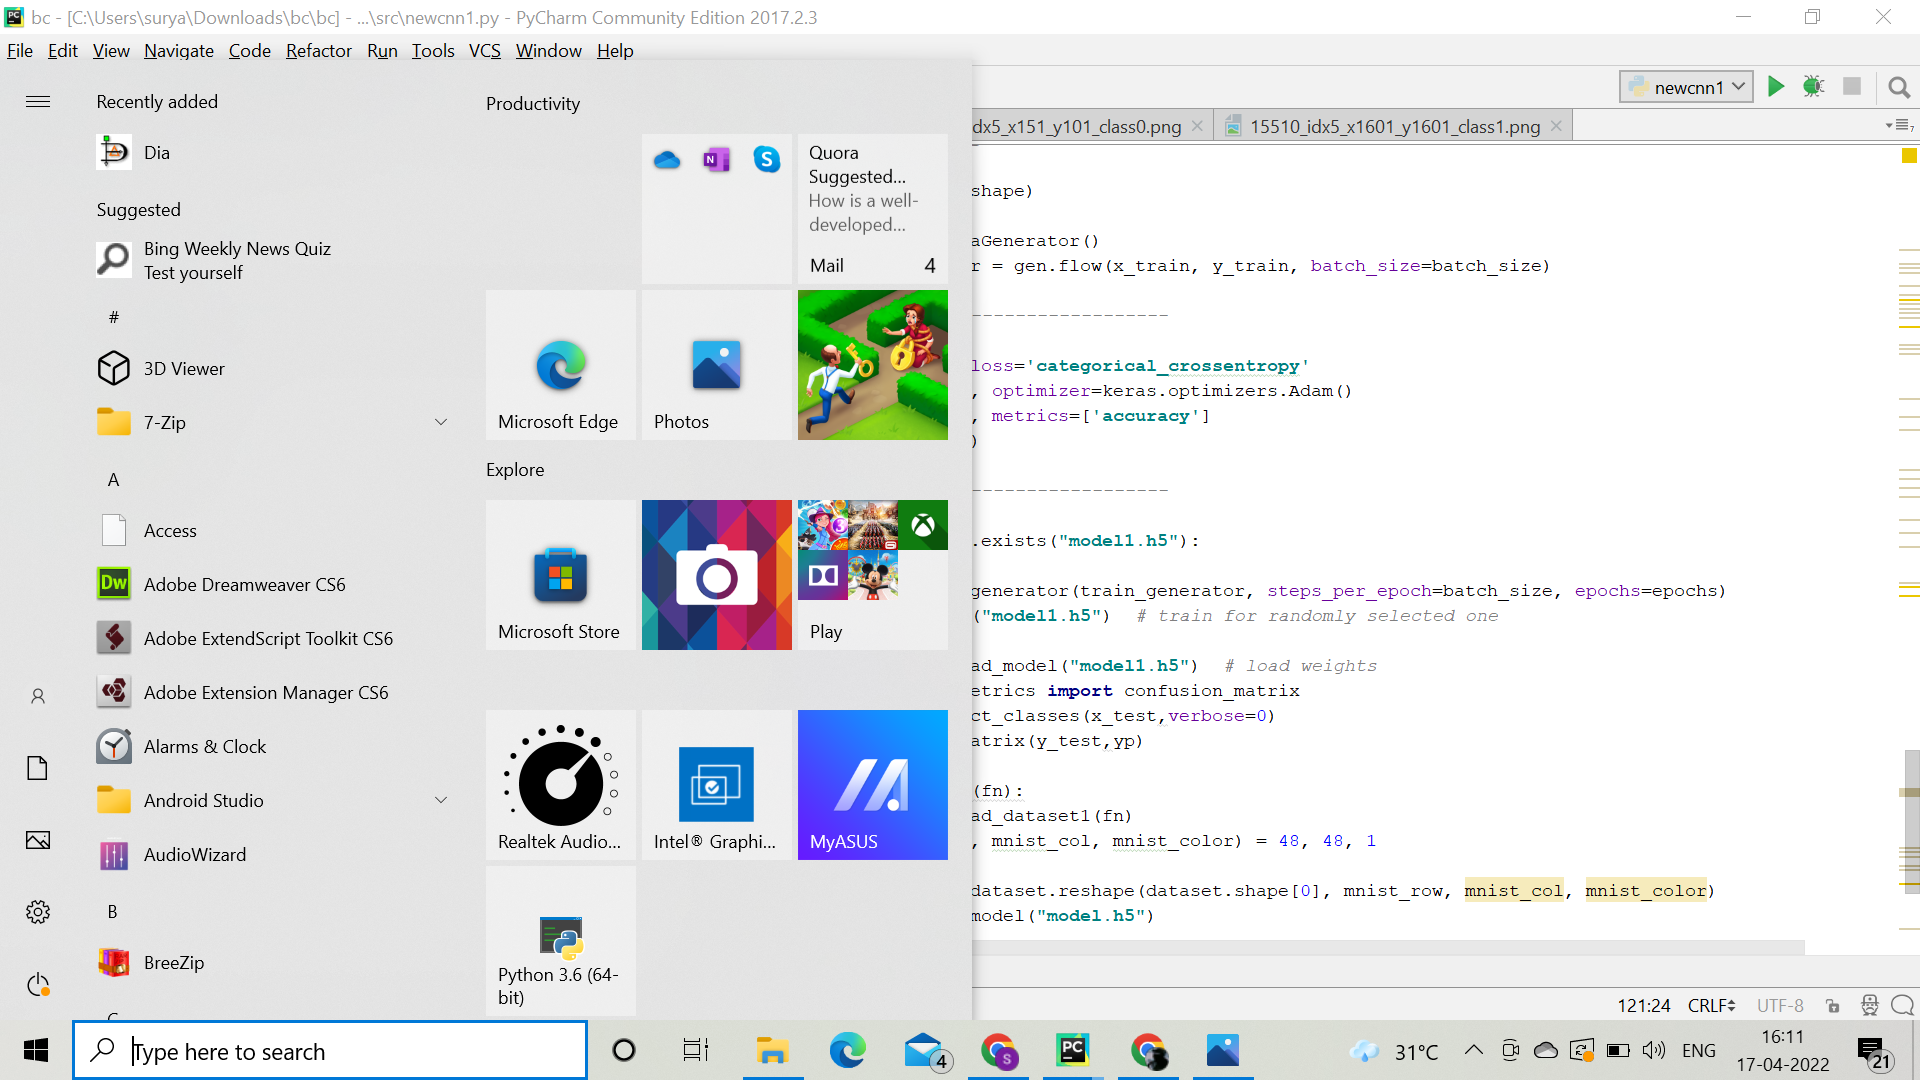 bc - [C:\Users\surya\Downloads\bc\bc] - ...\src\newcnn1.py - PyCharm Community Edition 2017.2.3
File Edit View Navigate Code Refactor Run Tools VCS Window Help
newcnn1
dx5_x151_y101_class0.png
15510_idx5_x1601_y1601_class1.png
7
Recently added
Dia
Suggested
Bing Weekly News Quiz
Test yourself
#
3D Viewer
7-Zip
A
Access
Dw
Adobe Dreamweaver CS6
Adobe ExtendScript Toolkit CS6
Adobe Extension Manager CS6
Alarms & Clock
Android Studio
AudioWizard
B
BreeZip
Productivity
Quora
Suggested...
How is a well-
developed...
Mail 4
Microsoft Edge
Photos
Explore
Microsoft Store
Play
Realtek Audio...
Intel® Graphi...
MyASUS
Python 3.6 (64-
bit)
shape)
aGenerator()
r = gen.flow(x_train, y_train, batch_size=batch_size)
------------------
loss='categorical_crossentropy'
, optimizer=keras.optimizers.Adam()
, metrics=['accuracy']
)
------------------
.exists("model1.h5"):
generator(train_generator, steps_per_epoch=batch_size, epochs=epochs)
("model1.h5") # train for randomly selected one
ad_model("model1.h5") # load weights
etrics import confusion_matrix
ct_classes(x_test,verbose=0)
atrix(y_test,yp)
(fn):
ad_dataset1(fn)
, mnist_col, mnist_color) = 48, 48, 1
dataset.reshape(dataset.shape[0], mnist_row, mnist_col, mnist_color)
model("model.h5")
121:24 CRLF UTF-8
Type here to search
4
S
PC
31°C
ENG
16:11
17-04-2022
21